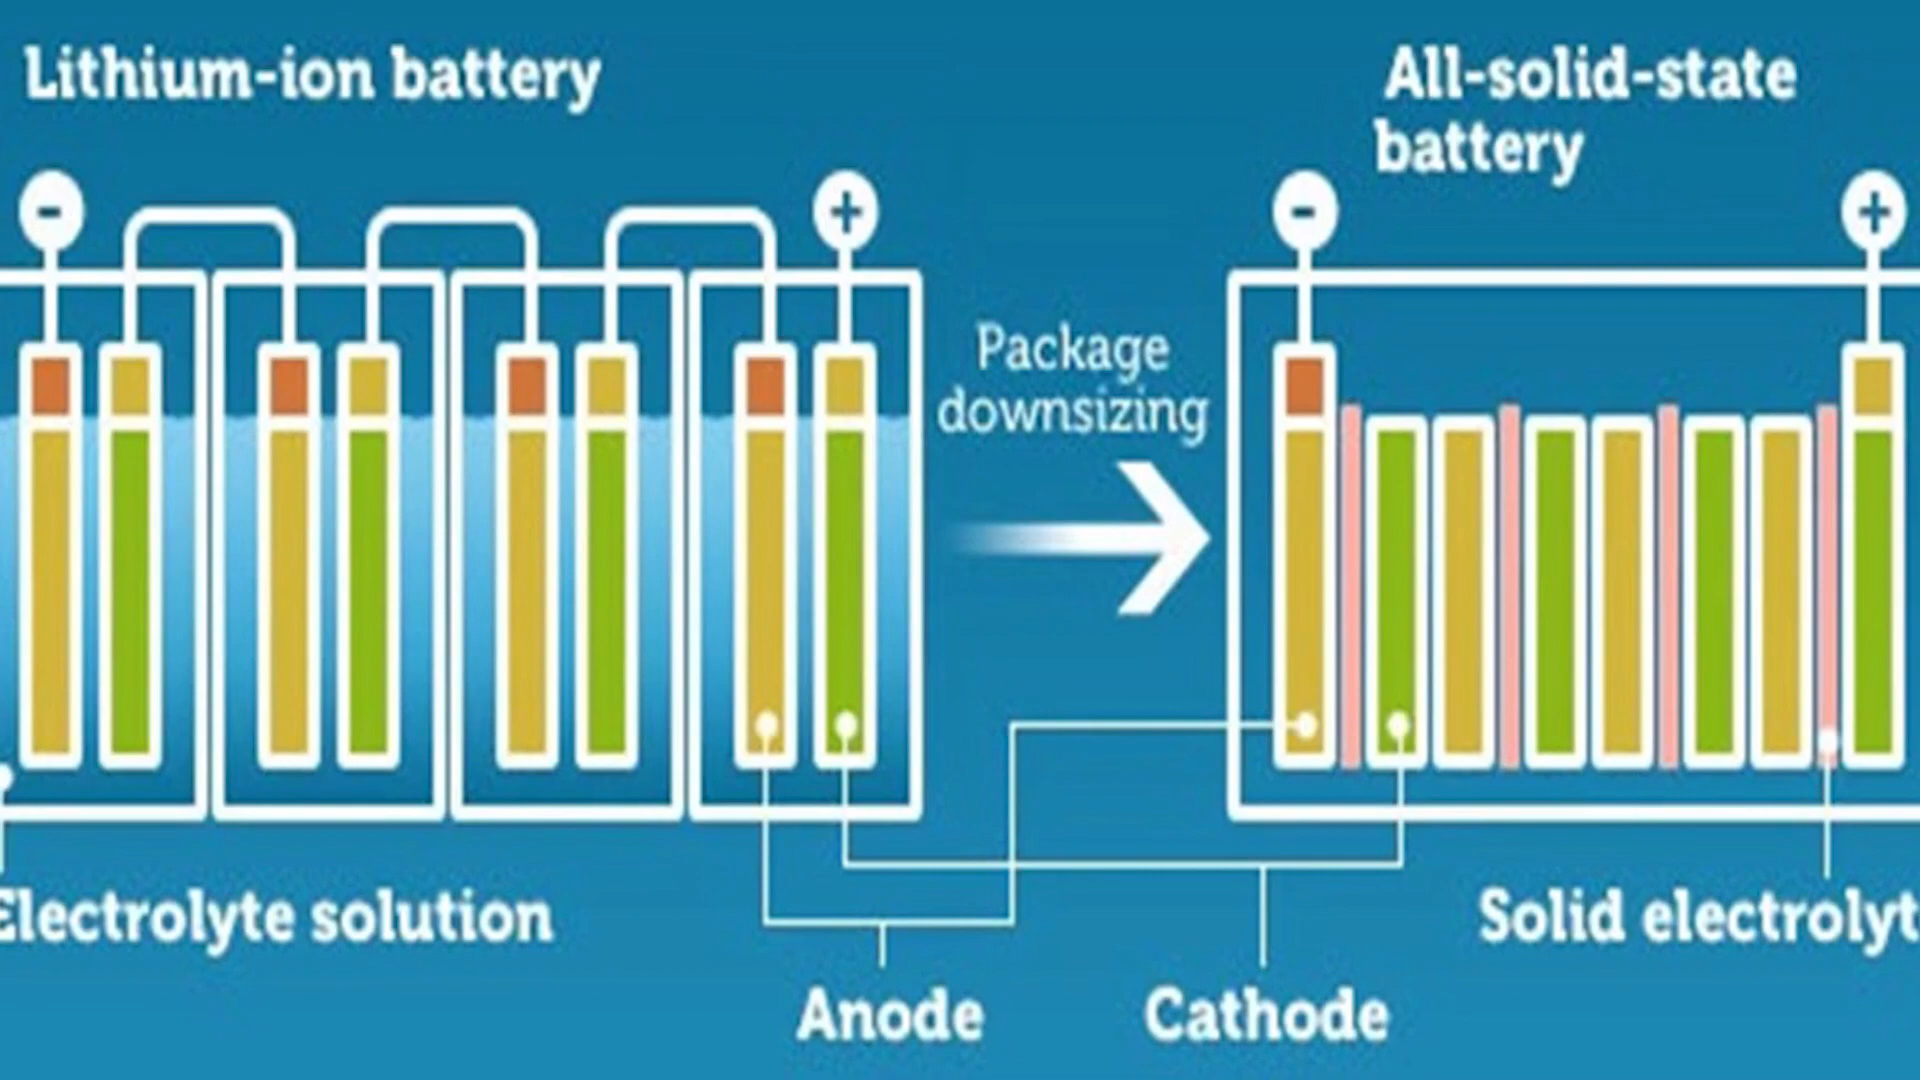 Lithium-ion battery
All-solid-state
battery
-
+
-
+
Package
downsizing
Electrolyte solution
Solid electrolyt
Anode
Cathode